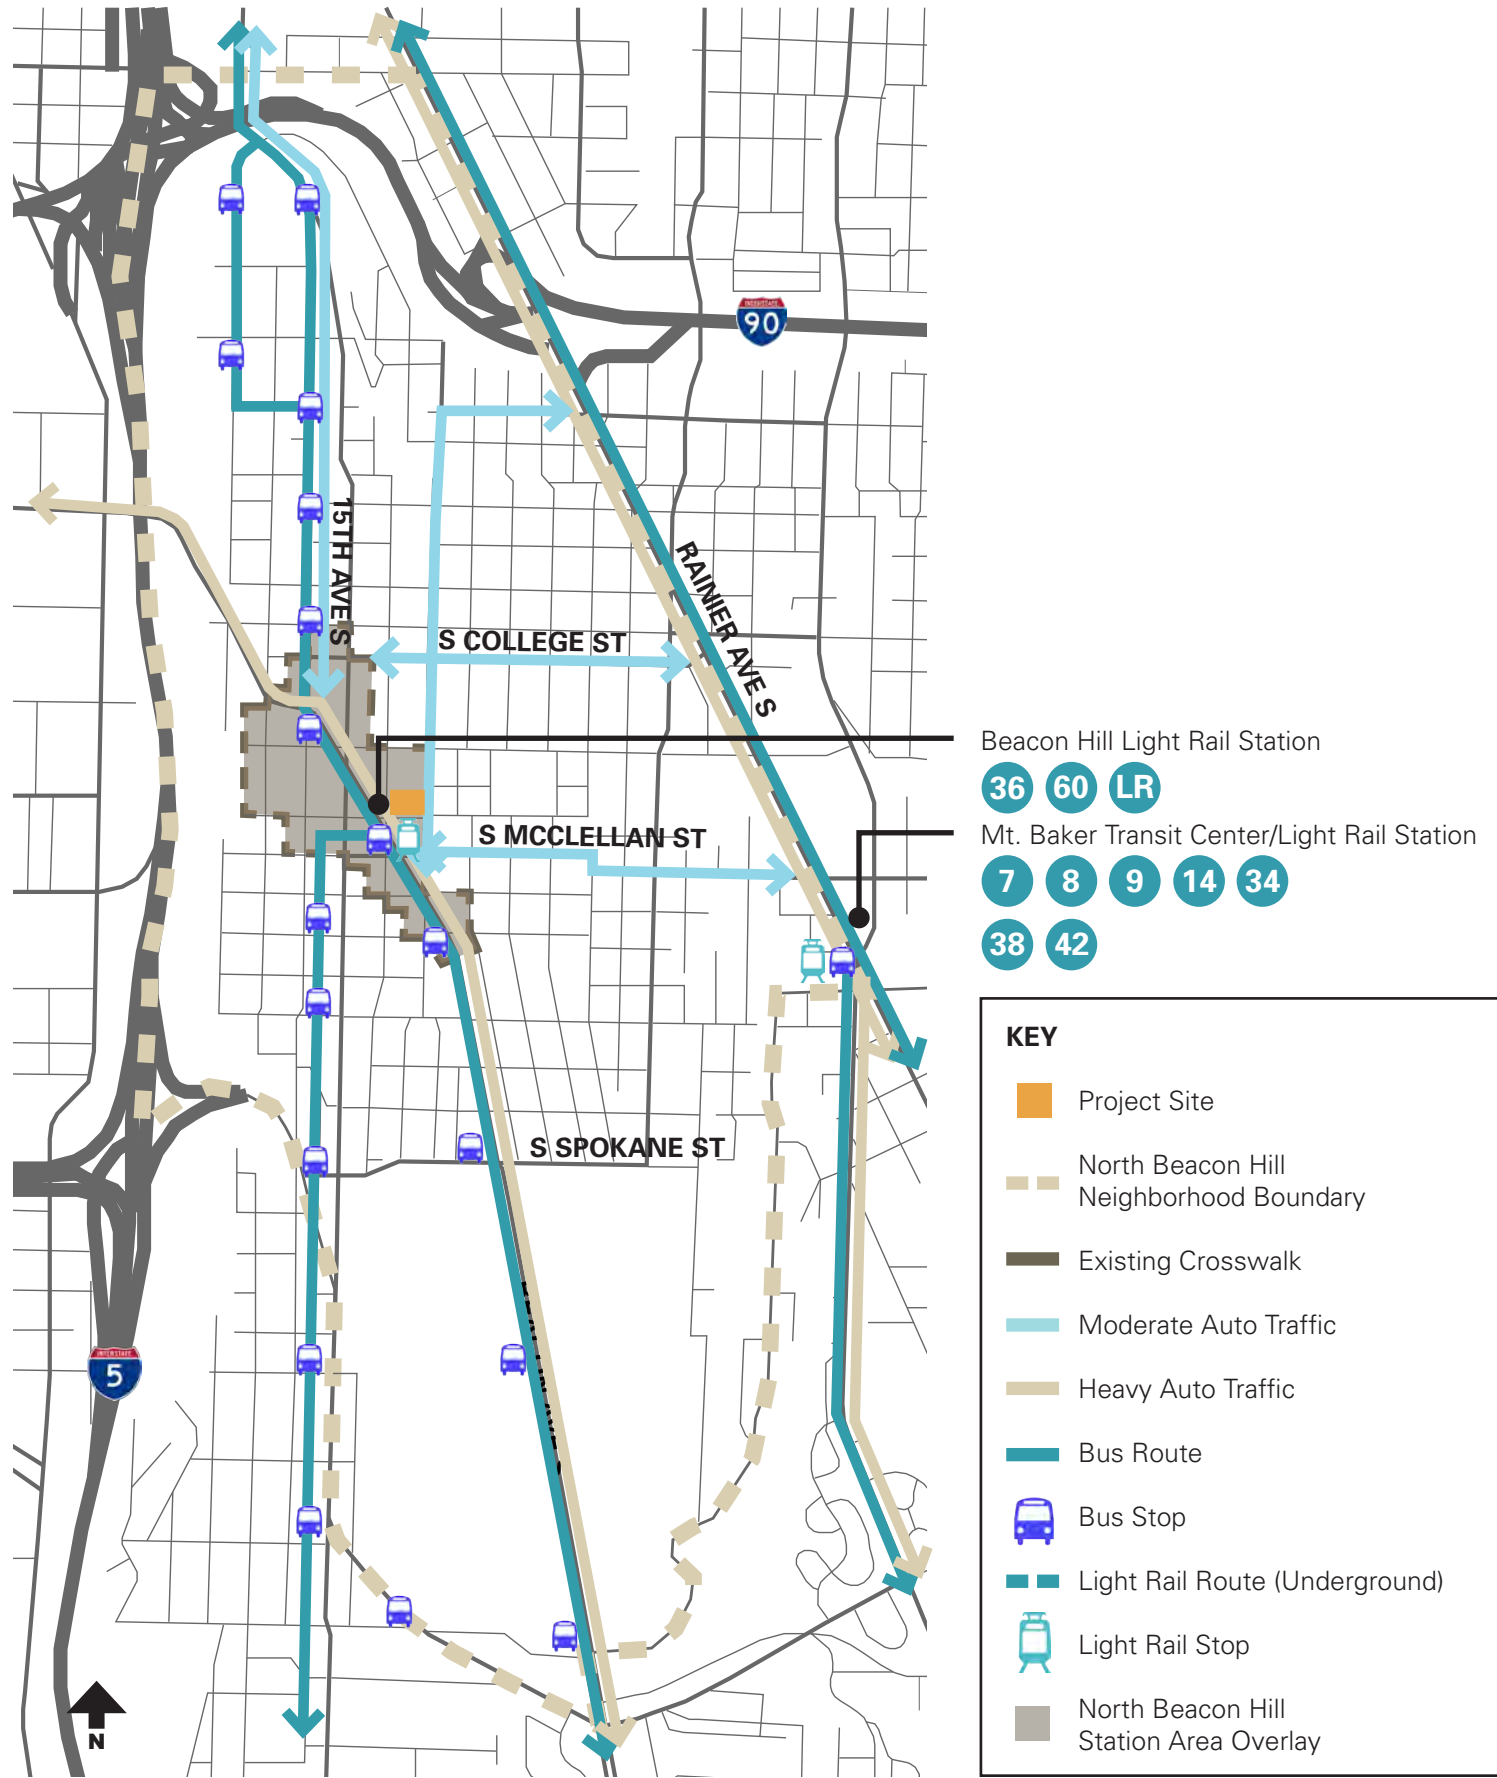 INTERSTATE
90
15TH AVE S
RAINIER AVE S
S COLLEGE ST
Beacon Hill Light Rail Station
36 60 LR
S MCCLELLAN ST
Mt. Baker Transit Center/Light Rail Station
7 8 9 14 34
38 42
S SPOKANE ST
INTERSTATE
5
N
KEY
Project Site
North Beacon Hill
Neighborhood Boundary
Existing Crosswalk
Moderate Auto Traffic
Heavy Auto Traffic
Bus Route
Bus Stop
Light Rail Route (Underground)
Light Rail Stop
North Beacon Hill
Station Area Overlay